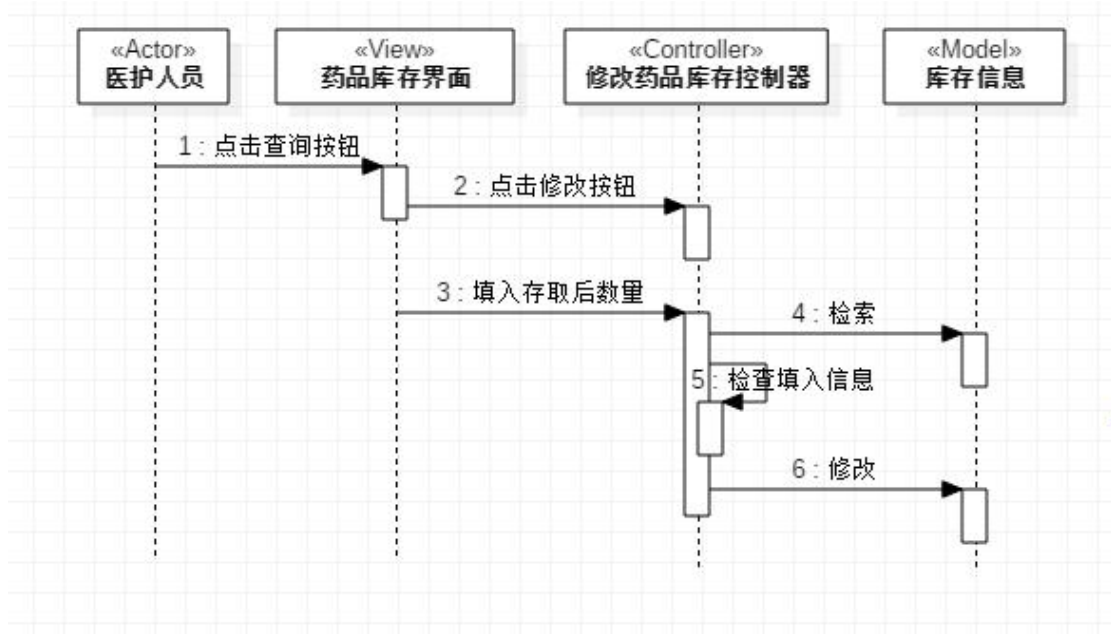 «Actor»
医护人员
«View»
药品库存界面
«Controller»
修改药品库存控制器
«Model»
库存信息
1 : 点击查询按钮
2 : 点击修改按钮
3 : 填入存取后数量
4 : 检索
5 : 检查填入信息
6 : 修改